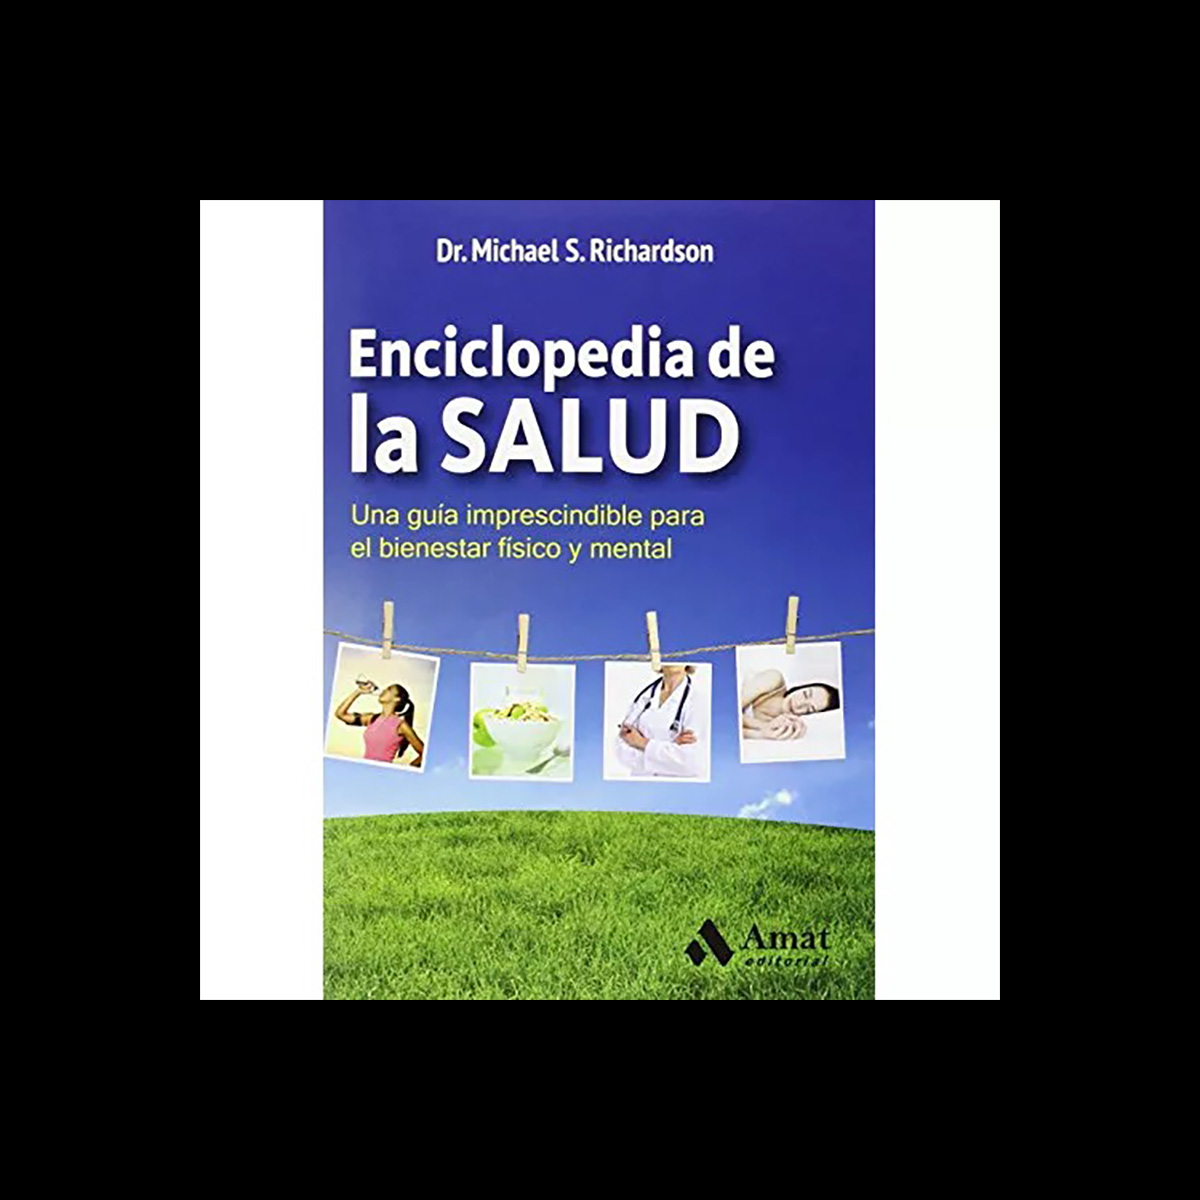 Dr. Michael S. Richardson
Enciclopedia de
la SALUD
Una guía imprescindible para
el bienestar físico y mental
Amat
editorial